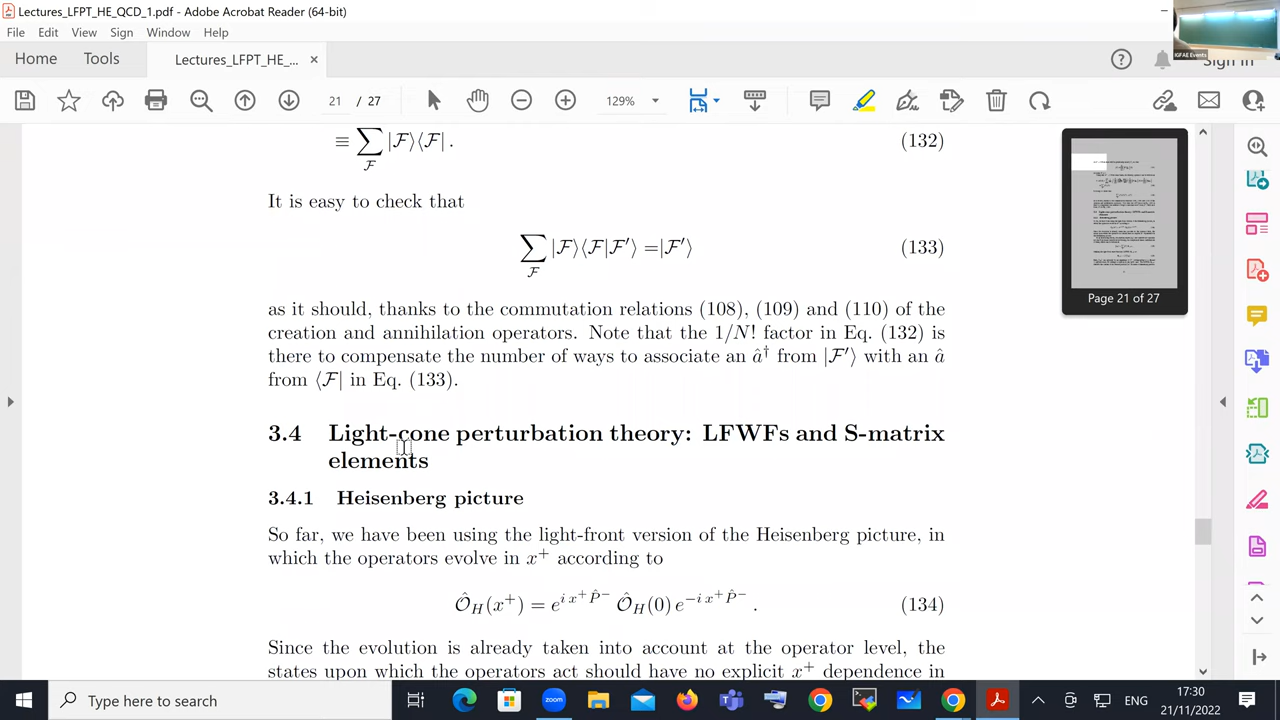 Lectures_LFPT_HE_QCD_1.pdf - Adobe Acrobat Reader (64-bit)
File Edit View Sign Window Help
Home Tools Lectures_LFPT_HE_... × Sign In
IGFAE Events
21 / 27 129%
≡ ∑_F |F⟩⟨F| . (132)
It is easy to check that
∑_F |F⟩⟨F|F′⟩ =|F′⟩ (133)
as it should, thanks to the commutation relations (108), (109) and (110) of the
creation and annihilation operators. Note that the 1/N! factor in Eq. (132) is
there to compensate the number of ways to associate an â† from |F′⟩ with an â
from ⟨F| in Eq. (133).
3.4 Light-cone perturbation theory: LFWFs and S-matrix
elements
3.4.1 Heisenberg picture
So far, we have been using the light-front version of the Heisenberg picture, in
which the operators evolve in x⁺ according to
Ô_H(x⁺) = e^{i x⁺ P̂⁻} Ô_H(0) e^{−i x⁺ P̂⁻} . (134)
Since the evolution is already taken into account at the operator level, the
states upon which the operators act should have no explicit x⁺ dependence in
Page 21 of 27
Type here to search
ENG
17:30
21/11/2022